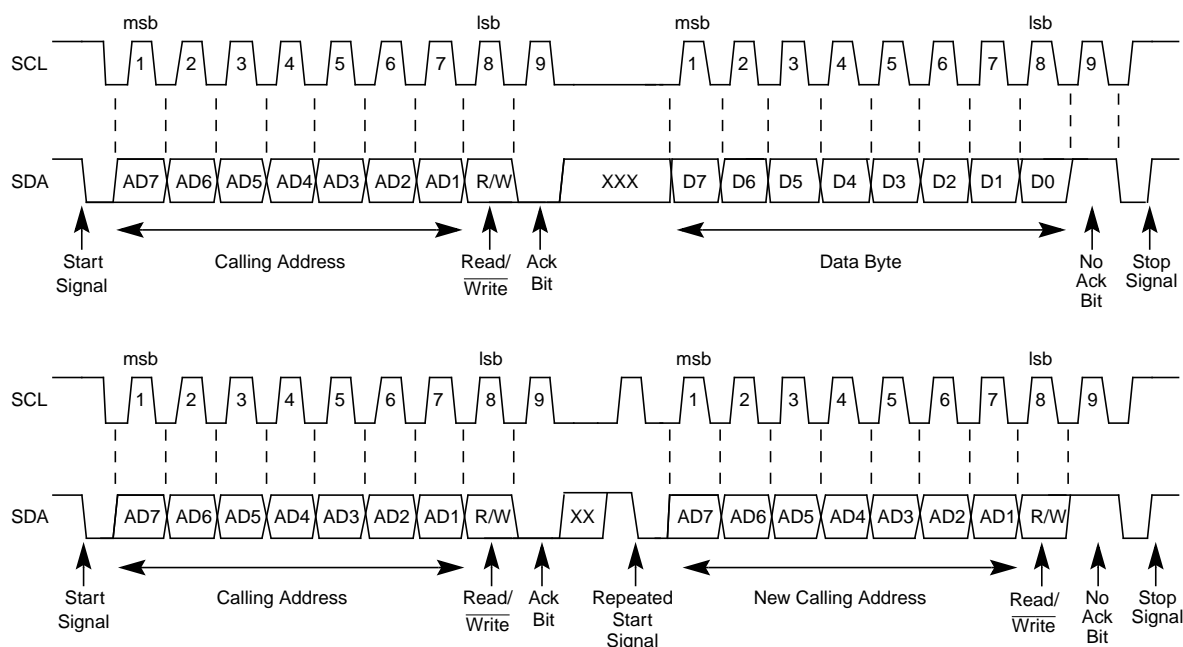 msb lsb msb lsb
SCL 1 2 3 4 5 6 7 8 9 1 2 3 4 5 6 7 8 9
SDA AD7 AD6 AD5 AD4 AD3 AD2 AD1 R/W XXX D7 D6 D5 D4 D3 D2 D1 D0
Start Calling Address Read/ Ack Data Byte No Stop
Signal Write Bit Ack Signal
Bit
msb lsb msb lsb
SCL 1 2 3 4 5 6 7 8 9 1 2 3 4 5 6 7 8 9
SDA AD7 AD6 AD5 AD4 AD3 AD2 AD1 R/W XX AD7 AD6 AD5 AD4 AD3 AD2 AD1 R/W
Start Calling Address Read/ Ack Repeated New Calling Address Read/ No Stop
Signal Write Bit Start Write Ack Signal
Signal Bit